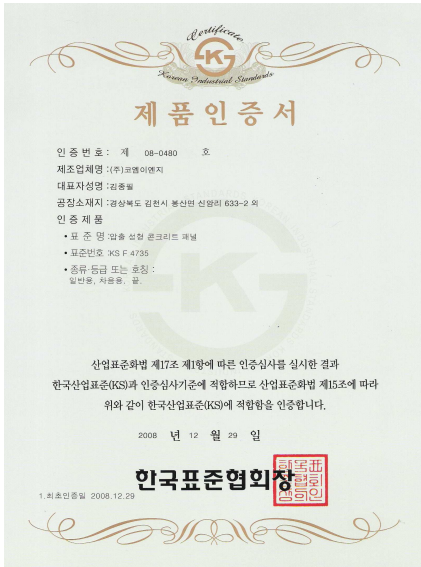 Certificate
K
Korean Industrial Standards
제품인증서
인증번호 : 제 08-0480 호
제조업체명 : (주)코엠이엔지
대표자성명 : 김종필
공장소재지 : 경상북도 김천시 봉산면 신암리 633-2 외
인증제품
• 표준명 : 압출 성형 콘크리트 패널
• 표준번호 : KS F 4735
• 종류·등급 또는 호칭 :
일반용, 차음용, 끝.
산업표준화법 제17조 제1항에 따른 인증심사를 실시한 결과
한국산업표준(KS)과 인증심사기준에 적합하므로 산업표준화법 제15조에 따라
위와 같이 한국산업표준(KS)에 적합함을 인증합니다.
2008 년 12 월 29 일
한국표준협회장
1.최초인증일 2008.12.29